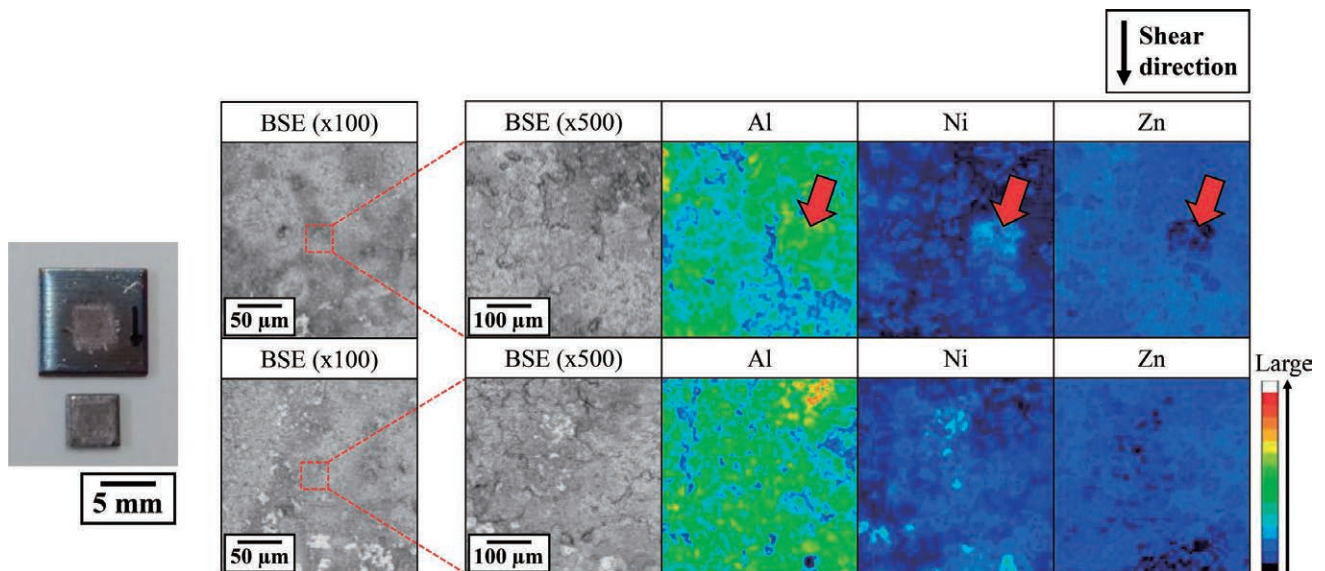 Shear
direction
BSE (x100)
BSE (x500)
Al
Ni
Zn
50 µm
100 µm
BSE (x100)
BSE (x500)
Al
Ni
Zn
Large
50 µm
100 µm
5 mm